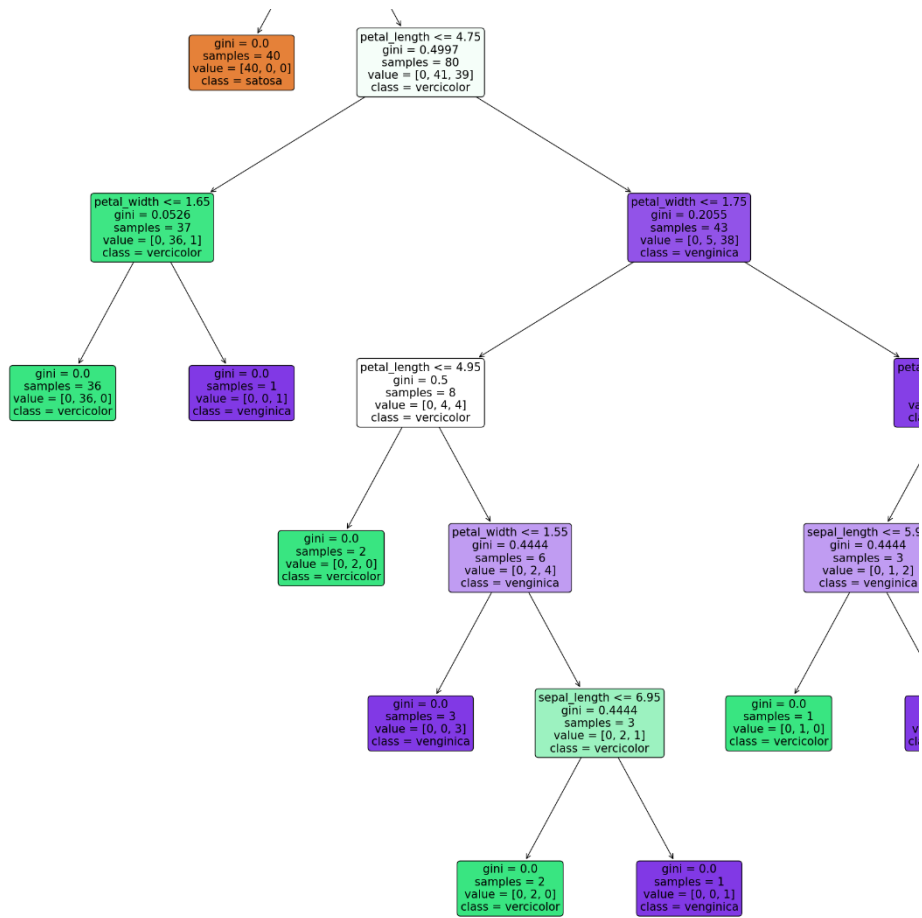 gini = 0.0
samples = 40
value = [40, 0, 0]
class = satosa
petal_length <= 4.75
gini = 0.4997
samples = 80
value = [0, 41, 39]
class = vercicolor
petal_width <= 1.65
gini = 0.0526
samples = 37
value = [0, 36, 1]
class = vercicolor
petal_width <= 1.75
gini = 0.2055
samples = 43
value = [0, 5, 38]
class = venginica
gini = 0.0
samples = 36
value = [0, 36, 0]
class = vercicolor
gini = 0.0
samples = 1
value = [0, 0, 1]
class = venginica
petal_length <= 4.95
gini = 0.5
samples = 8
value = [0, 4, 4]
class = vercicolor
gini = 0.0
samples = 2
value = [0, 2, 0]
class = vercicolor
petal_width <= 1.55
gini = 0.4444
samples = 6
value = [0, 2, 4]
class = venginica
sepal_length <= 5.9
gini = 0.4444
samples = 3
value = [0, 1, 2]
class = venginica
gini = 0.0
samples = 3
value = [0, 0, 3]
class = venginica
sepal_length <= 6.95
gini = 0.4444
samples = 3
value = [0, 2, 1]
class = vercicolor
gini = 0.0
samples = 1
value = [0, 1, 0]
class = vercicolor
gini = 0.0
samples = 2
value = [0, 2, 0]
class = vercicolor
gini = 0.0
samples = 1
value = [0, 0, 1]
class = venginica